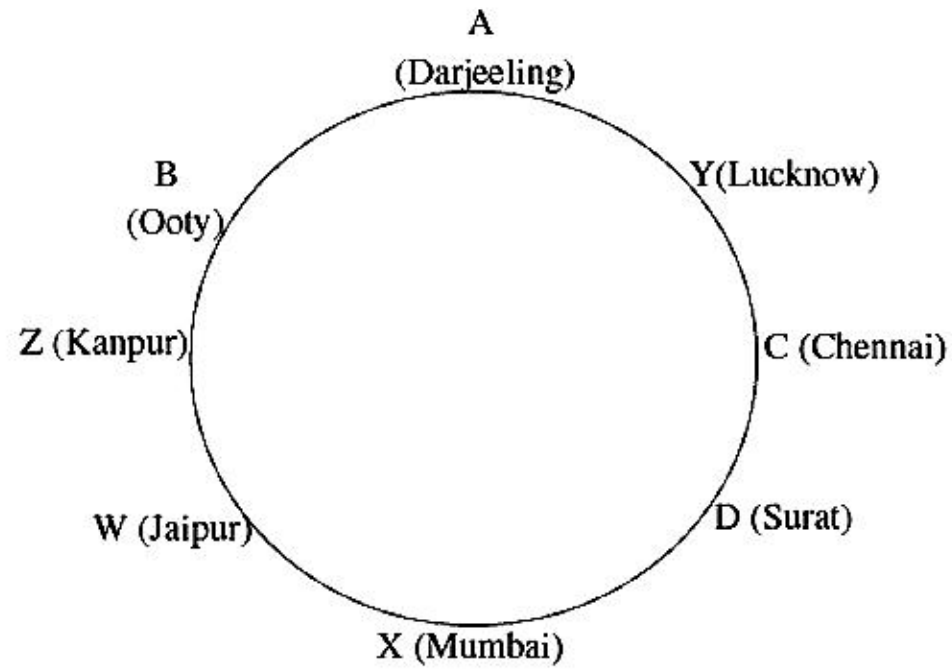 A
(Darjeeling)
B
(Ooty)
Y(Lucknow)
Z (Kanpur)
C (Chennai)
W (Jaipur)
D (Surat)
X (Mumbai)